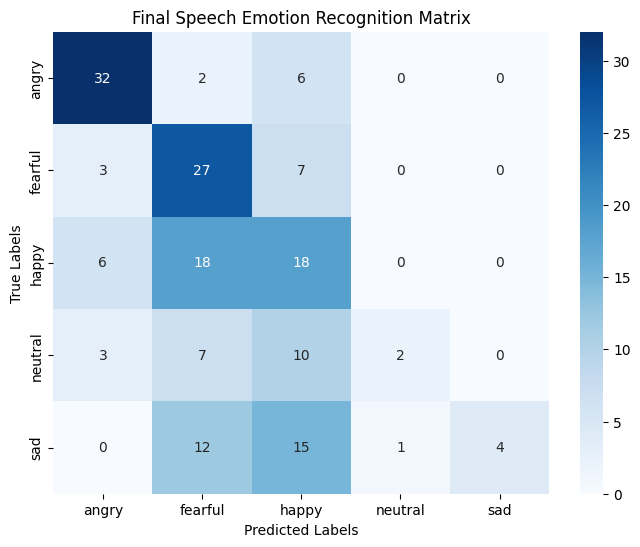 Final Speech Emotion Recognition Matrix
True Labels
angry 32 2 6 0 0
fearful 3 27 7 0 0
happy 6 18 18 0 0
neutral 3 7 10 2 0
sad 0 12 15 1 4
angry fearful happy neutral sad
Predicted Labels
30
25
20
15
10
5
0